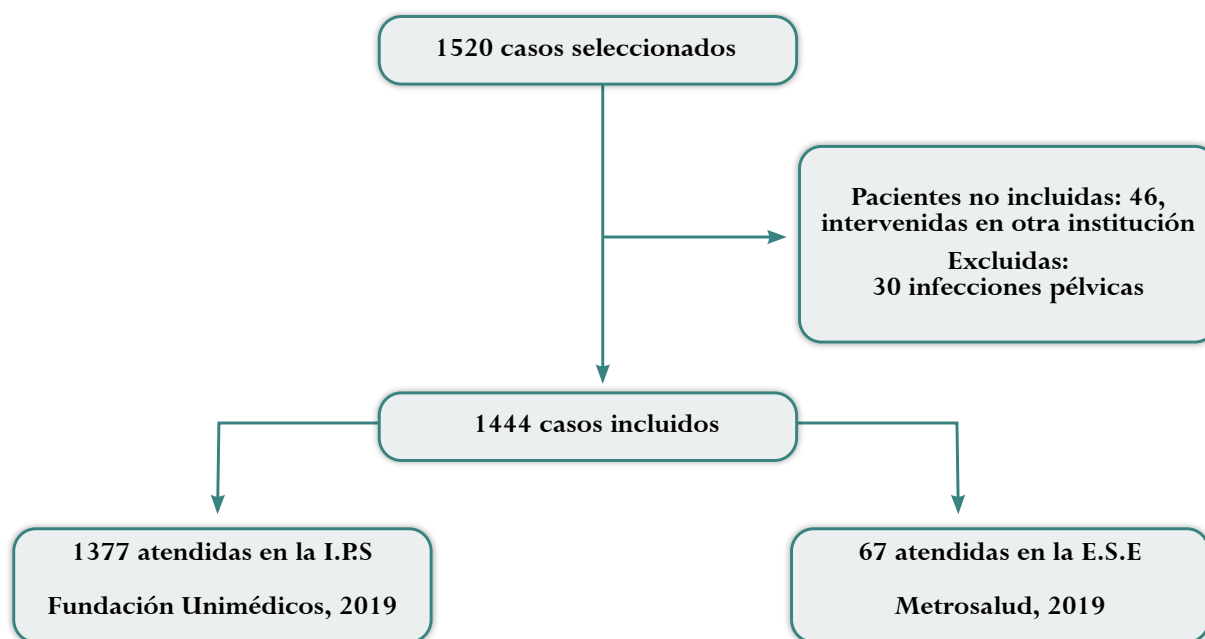 1520 casos seleccionados
Pacientes no incluidas: 46,
intervenidas en otra institución
Excluidas:
30 infecciones pélvicas
1444 casos incluidos
1377 atendidas en la I.P.S
Fundación Unimédicos, 2019
67 atendidas en la E.S.E
Metrosalud, 2019